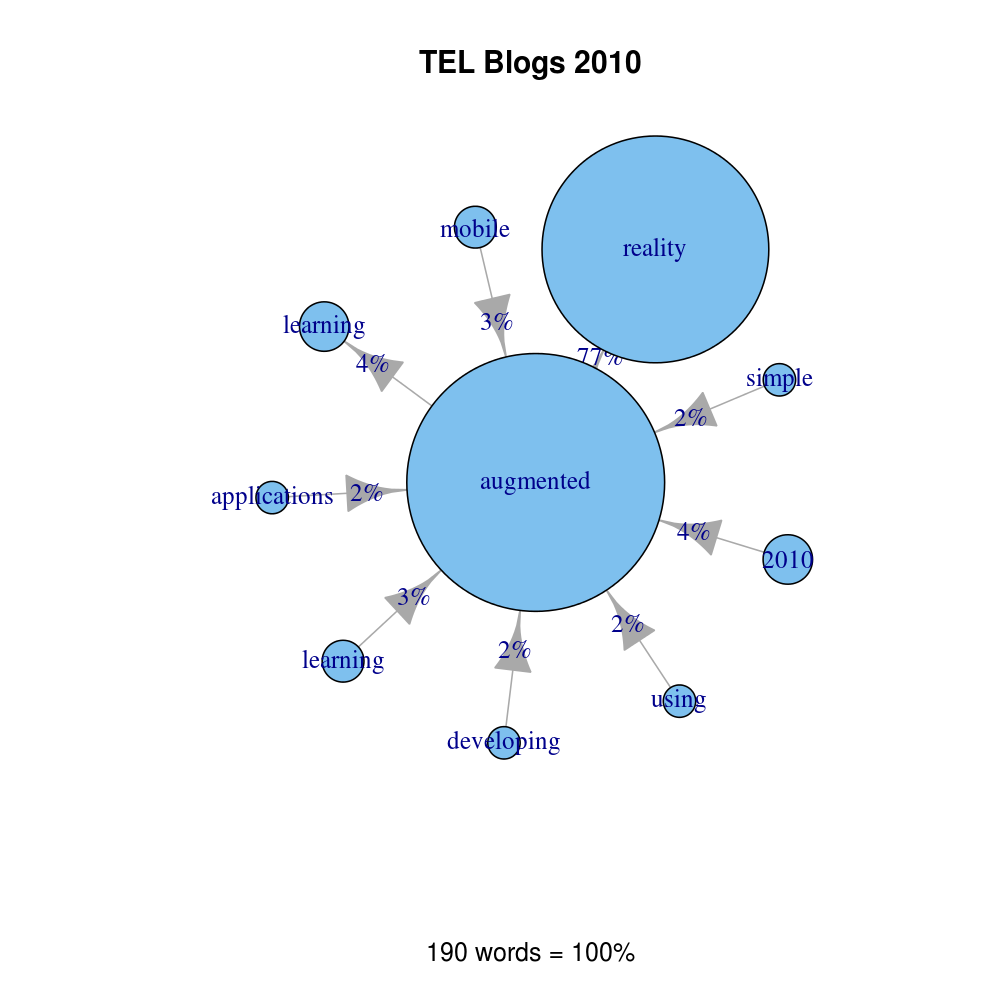 TEL Blogs 2010
mobile
reality
learning
3%
77%
4%
simple
2%
augmented
applications
2%
4%
2010
3%
2%
2%
learning
using
developing
190 words = 100%